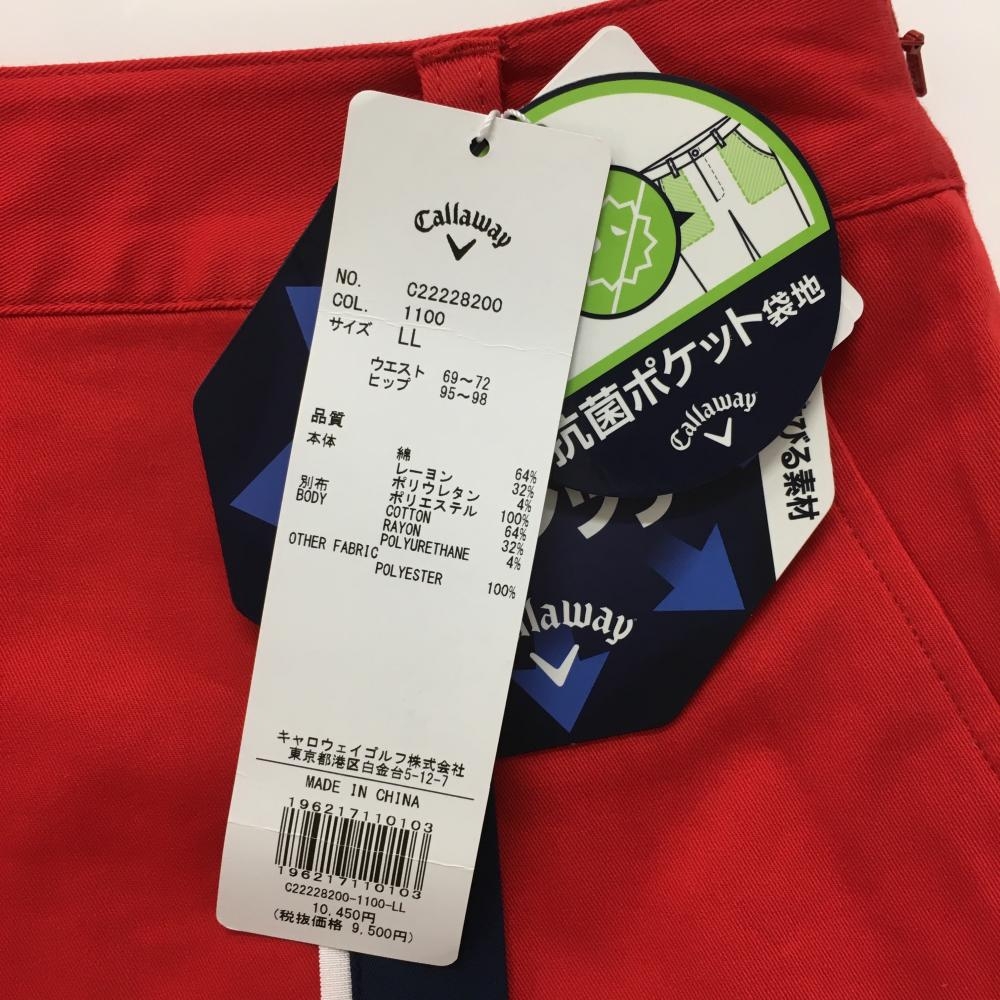 Callaway
NO. C22228200
COL. 1100
サイズ LL
ウエスト 69～72
ヒップ 95～98
品質
本体
綿 64%
レーヨン 32%
ポリウレタン 4%
別布 ポリエステル 100%
BODY COTTON 64%
RAYON 32%
POLYURETHANE 4%
OTHER FABRIC
POLYESTER 100%
キャロウェイゴルフ株式会社
東京都港区白金台5-12-7
MADE IN CHINA
196217110103
196217110103
C22228200-1100-LL
10,450円
(税抜価格 9,500円)
抗菌ポケット袋地
Callaway
びる素材
Callaway